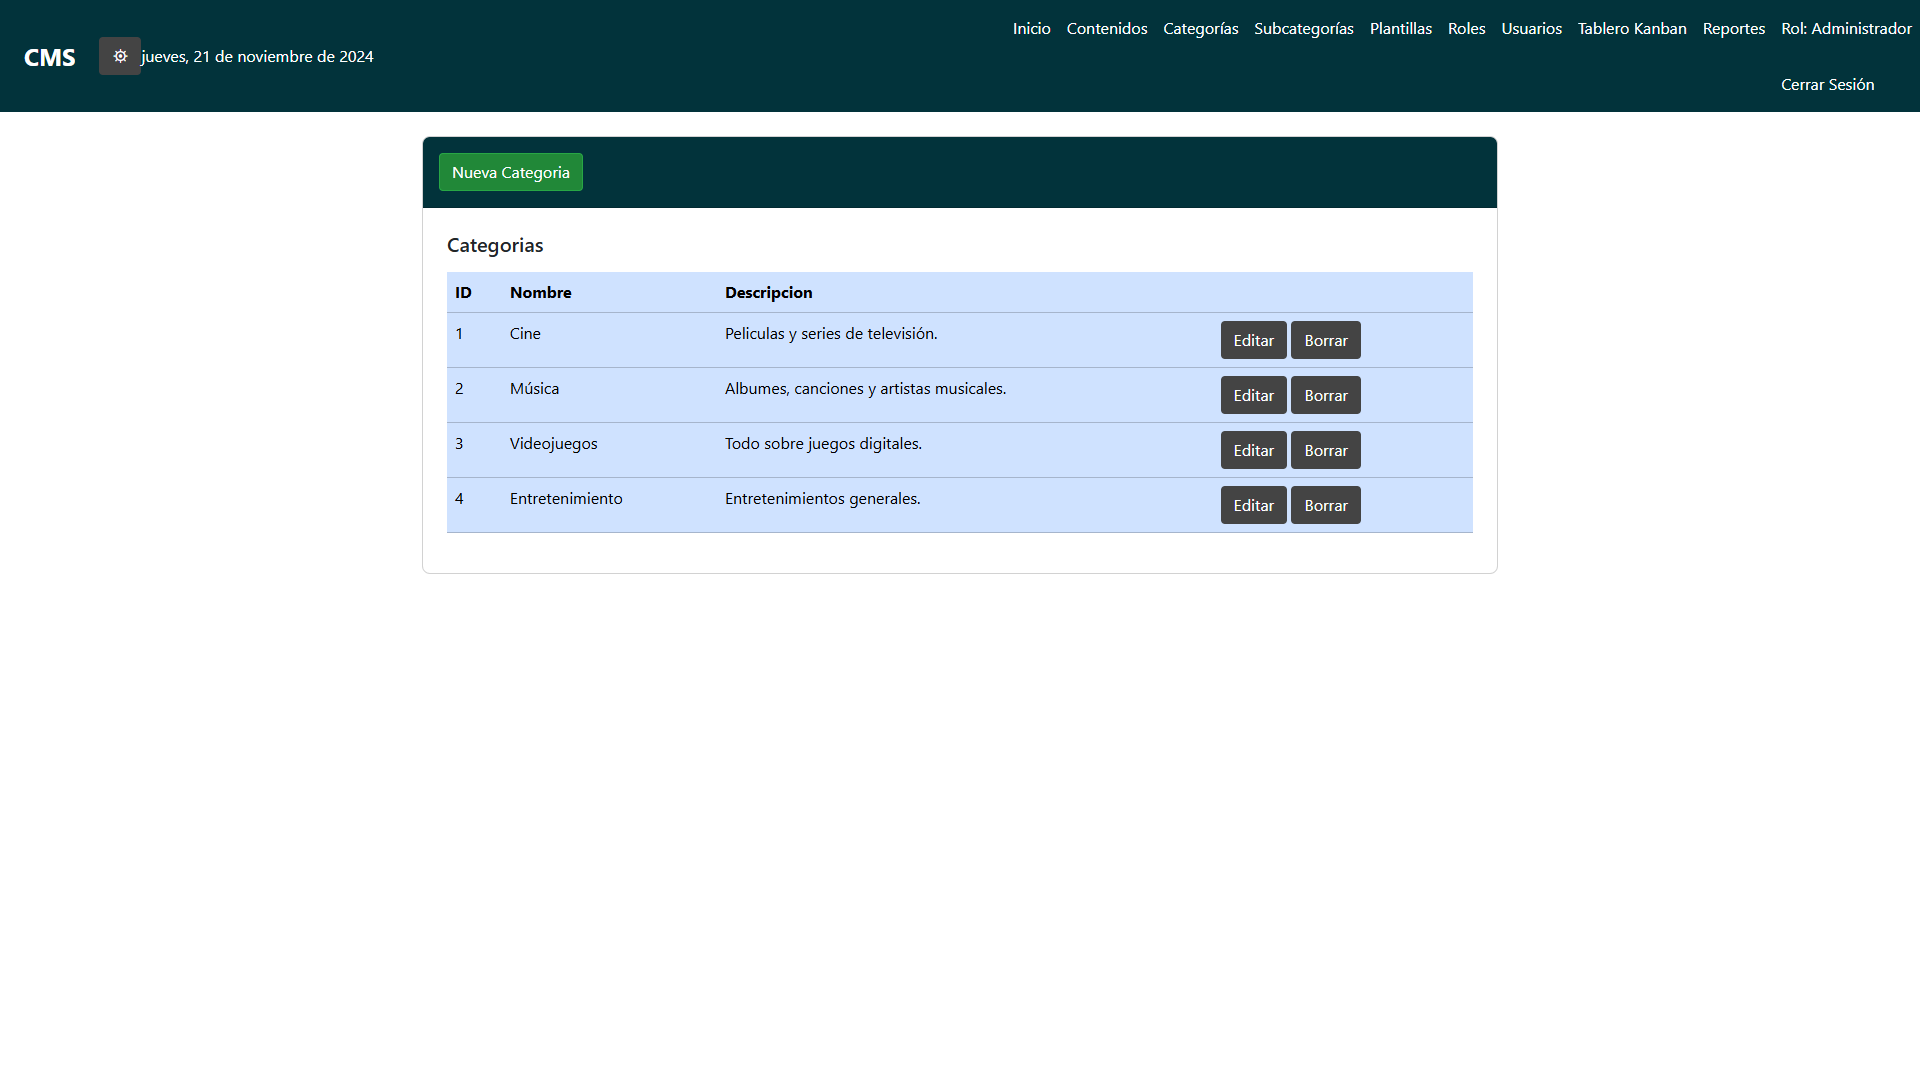 CMS
jueves, 21 de noviembre de 2024
Inicio Contenidos Categorías Subcategorías Plantillas Roles Usuarios Tablero Kanban Reportes Rol: Administrador
Cerrar Sesión
Nueva Categoria
Categorias
ID Nombre Descripcion
1 Cine Peliculas y series de televisión. Editar Borrar
2 Música Albumes, canciones y artistas musicales. Editar Borrar
3 Videojuegos Todo sobre juegos digitales. Editar Borrar
4 Entretenimiento Entretenimientos generales. Editar Borrar